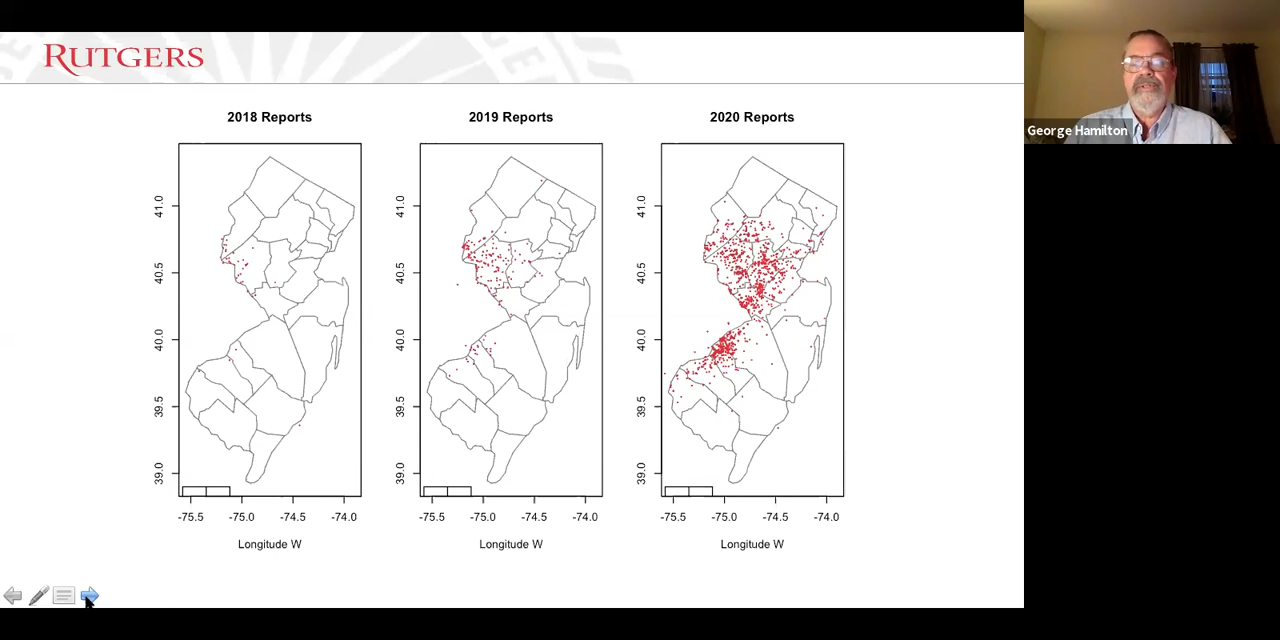 RUTGERS
2018 Reports
2019 Reports
2020 Reports
41.0
40.5
40.0
39.5
39.0
-75.5 -75.0 -74.5 -74.0
Longitude W
41.0
40.5
40.0
39.5
39.0
-75.5 -75.0 -74.5 -74.0
Longitude W
41.0
40.5
40.0
39.5
39.0
-75.5 -75.0 -74.5 -74.0
Longitude W
George Hamilton